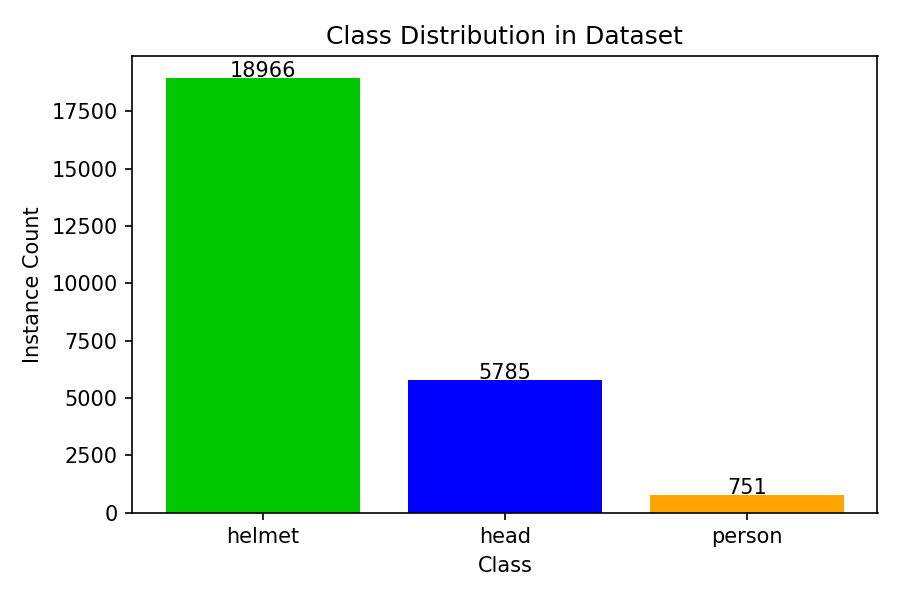 Class Distribution in Dataset
18966
17500
15000
12500
10000
7500
5785
5000
2500
751
0
Instance Count
helmet head person
Class